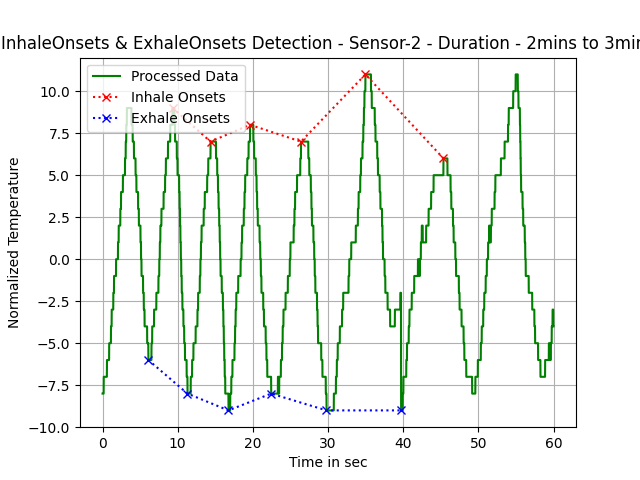 InhaleOnsets & ExhaleOnsets Detection - Sensor-2 - Duration - 2mins to 3min
Processed Data
Inhale Onsets
Exhale Onsets
Normalized Temperature
10.0
7.5
5.0
2.5
0.0
−2.5
−5.0
−7.5
−10.0
0 10 20 30 40 50 60
Time in sec